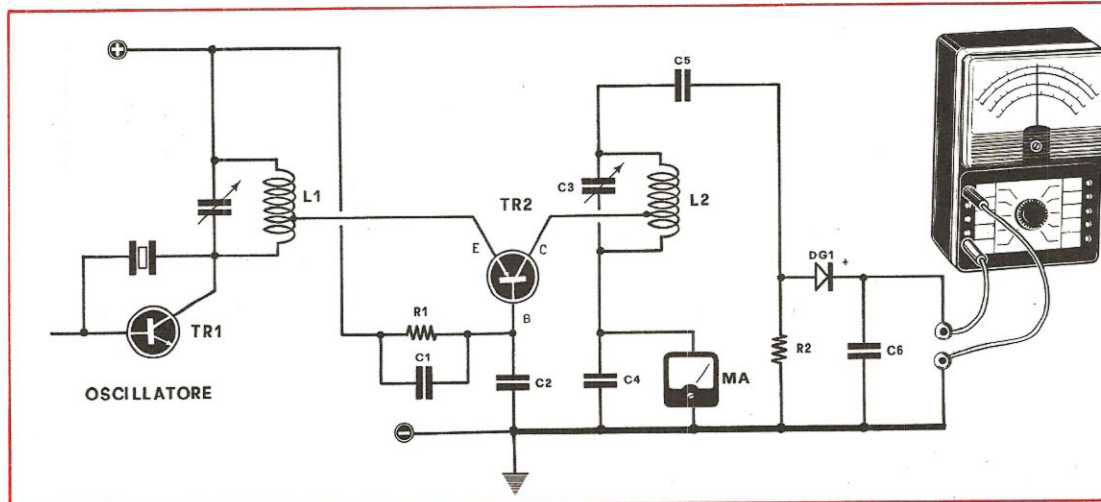 C5
L1
C3
L2
TR2
E
C
DG1
+
B
TR1
R1
R2
C6
C1
C2
C4
MA
OSCILLATORE